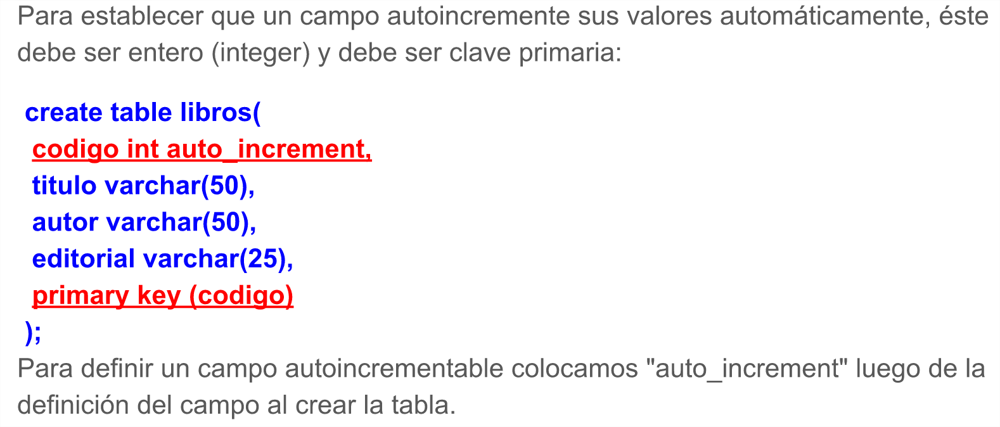 Para establecer que un campo autoincremente sus valores automáticamente, éste
debe ser entero (integer) y debe ser clave primaria:
create table libros(
codigo int auto_increment,
titulo varchar(50),
autor varchar(50),
editorial varchar(25),
primary key (codigo)
);
Para definir un campo autoincrementable colocamos "auto_increment" luego de la
definición del campo al crear la tabla.